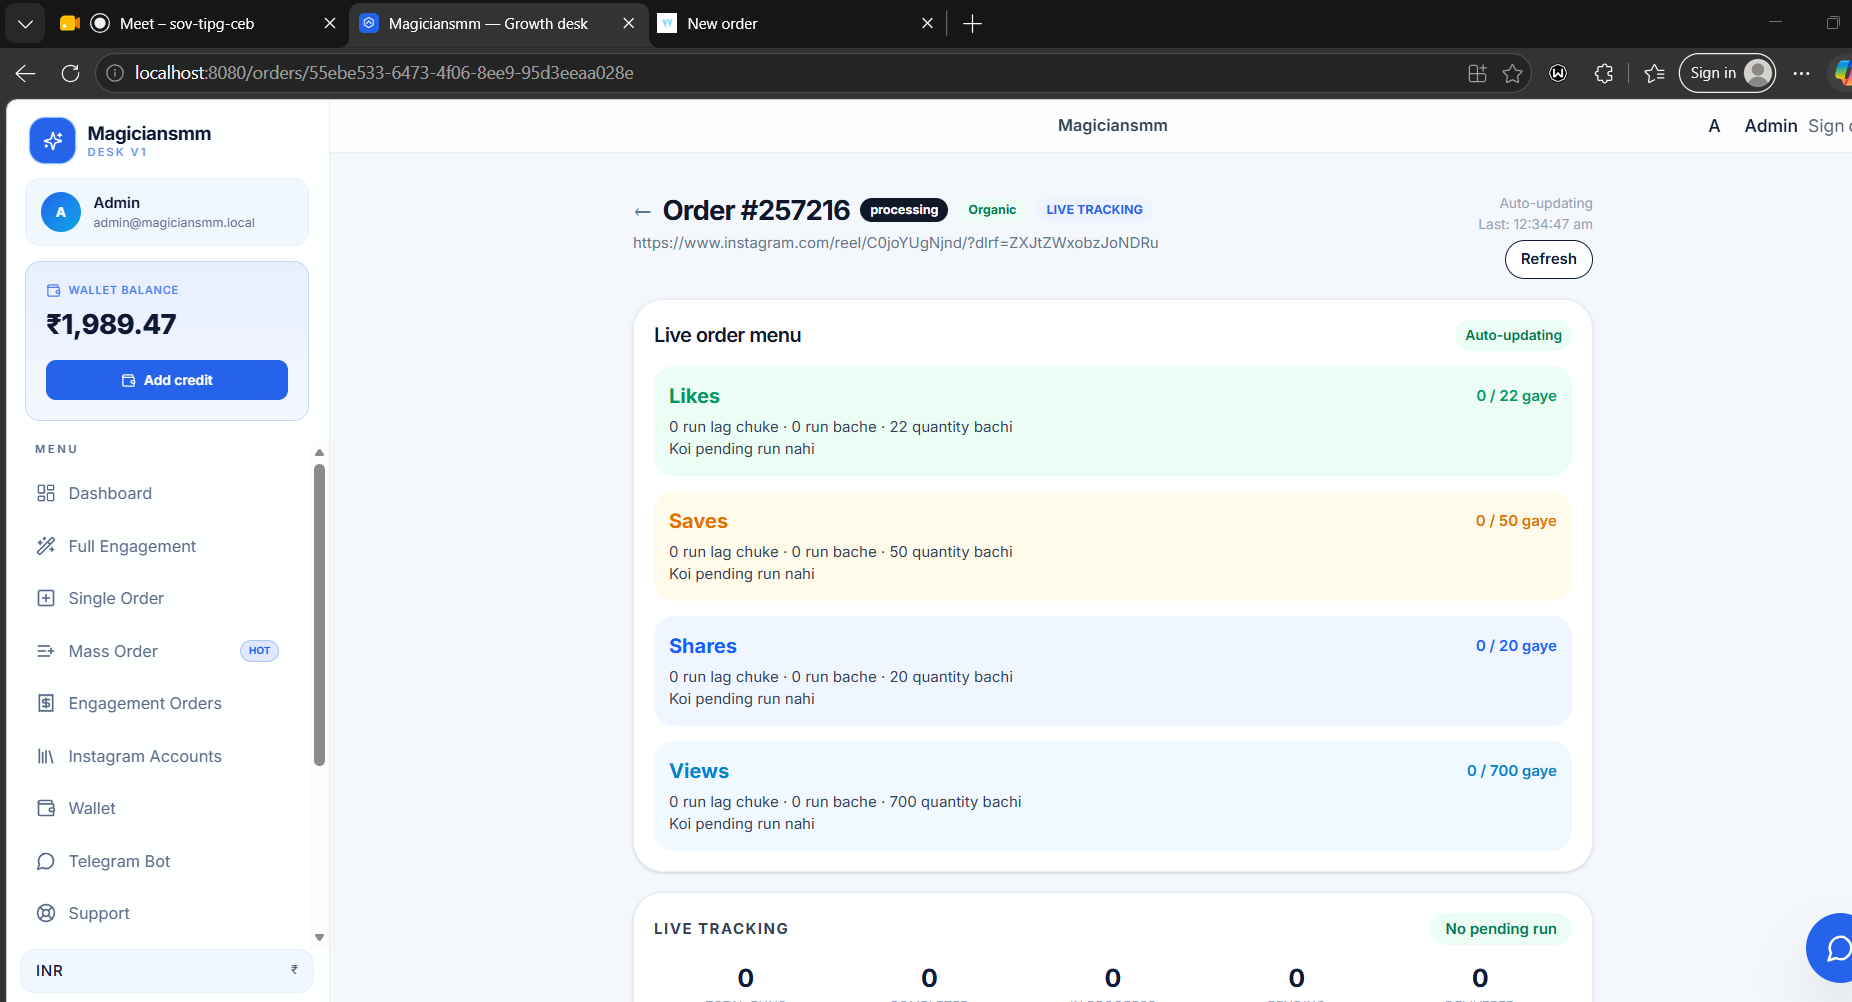 Meet – sov-tipg-ceb
Magiciansmm — Growth desk
New order
localhost:8080/orders/55ebe533-6473-4f06-8ee9-95d3eeaa028e
Sign in
Magiciansmm
DESK V1
A
Admin
admin@magiciansmm.local
WALLET BALANCE
₹1,989.47
Add credit
MENU
Dashboard
Full Engagement
Single Order
Mass Order
HOT
Engagement Orders
Instagram Accounts
Wallet
Telegram Bot
Support
INR
₹
Magiciansmm
A
Admin
Sign
← Order #257216
processing
Organic
LIVE TRACKING
https://www.instagram.com/reel/C0joYUgNjnd/?dlrf=ZXJtZWxobzJoNDRu
Auto-updating
Last: 12:34:47 am
Refresh
Live order menu
Auto-updating
Likes
0 / 22 gaye
0 run lag chuke · 0 run bache · 22 quantity bachi
Koi pending run nahi
Saves
0 / 50 gaye
0 run lag chuke · 0 run bache · 50 quantity bachi
Koi pending run nahi
Shares
0 / 20 gaye
0 run lag chuke · 0 run bache · 20 quantity bachi
Koi pending run nahi
Views
0 / 700 gaye
0 run lag chuke · 0 run bache · 700 quantity bachi
Koi pending run nahi
LIVE TRACKING
No pending run
0
0
0
0
0